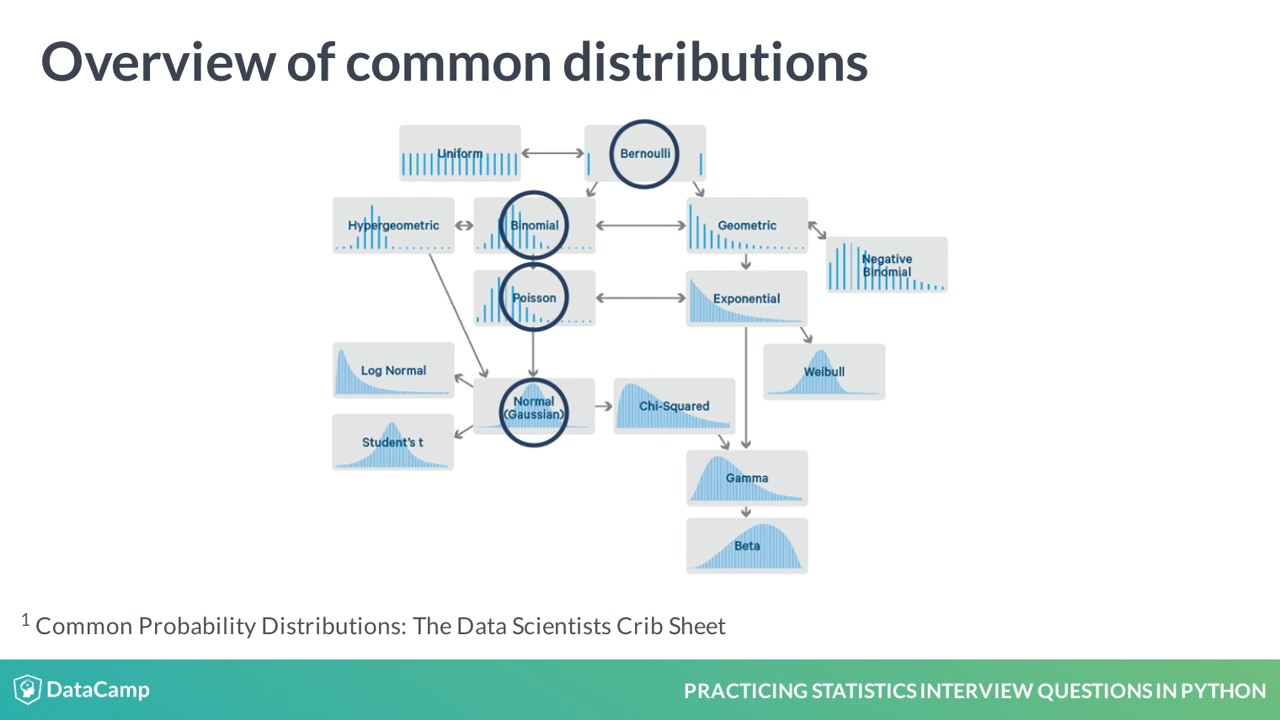 Overview of common distributions
Uniform
Bernoulli
Hypergeometric
Binomial
Geometric
Negative
Binomial
Poisson
Exponential
Log Normal
Weibull
Normal
(Gaussian)
Chi-Squared
Student's t
Gamma
Beta
1 Common Probability Distributions: The Data Scientists Crib Sheet
DataCamp
PRACTICING STATISTICS INTERVIEW QUESTIONS IN PYTHON